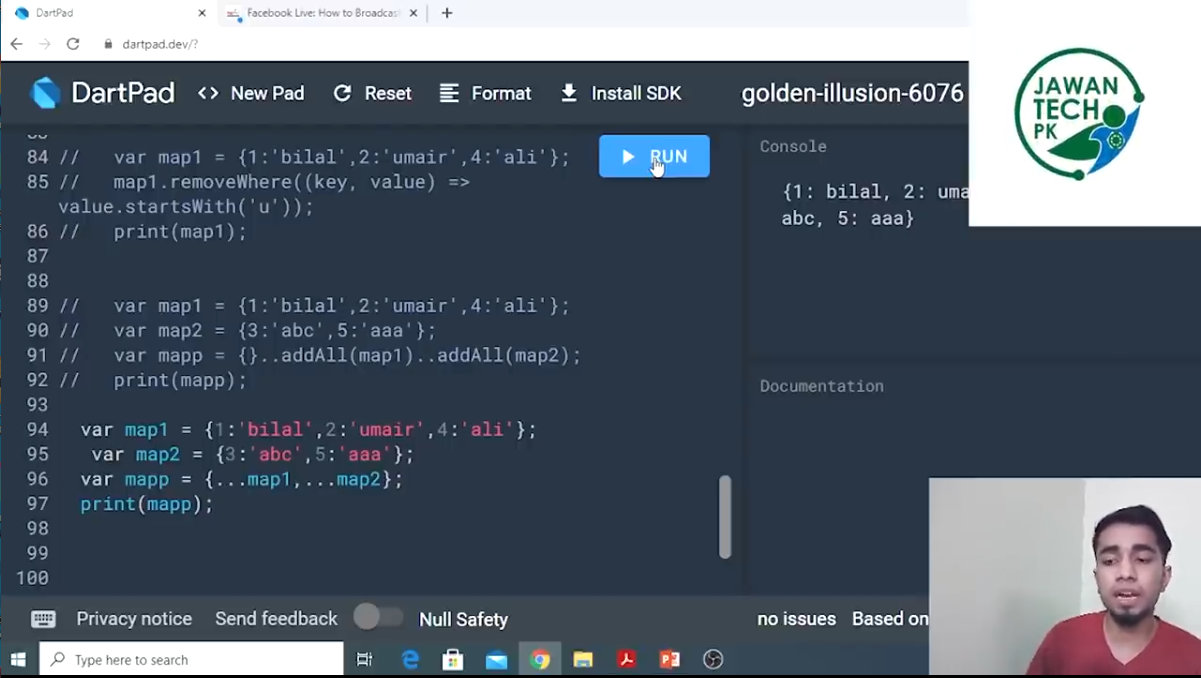 DartPad
Facebook Live: How to Broadcas
dartpad.dev/?
DartPad
New Pad
Reset
Format
Install SDK
golden-illusion-6076
JAWAN
TECH
PK
84 //   var map1 = {1:'bilal',2:'umair',4:'ali'};
85 //   map1.removeWhere((key, value) =>
value.startsWith('u'));
86 //   print(map1);
87
88
89 //   var map1 = {1:'bilal',2:'umair',4:'ali'};
90 //   var map2 = {3:'abc',5:'aaa'};
91 //   var mapp = {}..addAll(map1)..addAll(map2);
92 //   print(mapp);
93
94   var map1 = {1:'bilal',2:'umair',4:'ali'};
95    var map2 = {3:'abc',5:'aaa'};
96   var mapp = {...map1,...map2};
97   print(mapp);
98
99
100
RUN
Console
{1: bilal, 2: uma
abc, 5: aaa}
Documentation
Privacy notice
Send feedback
Null Safety
no issues
Based on
Type here to search